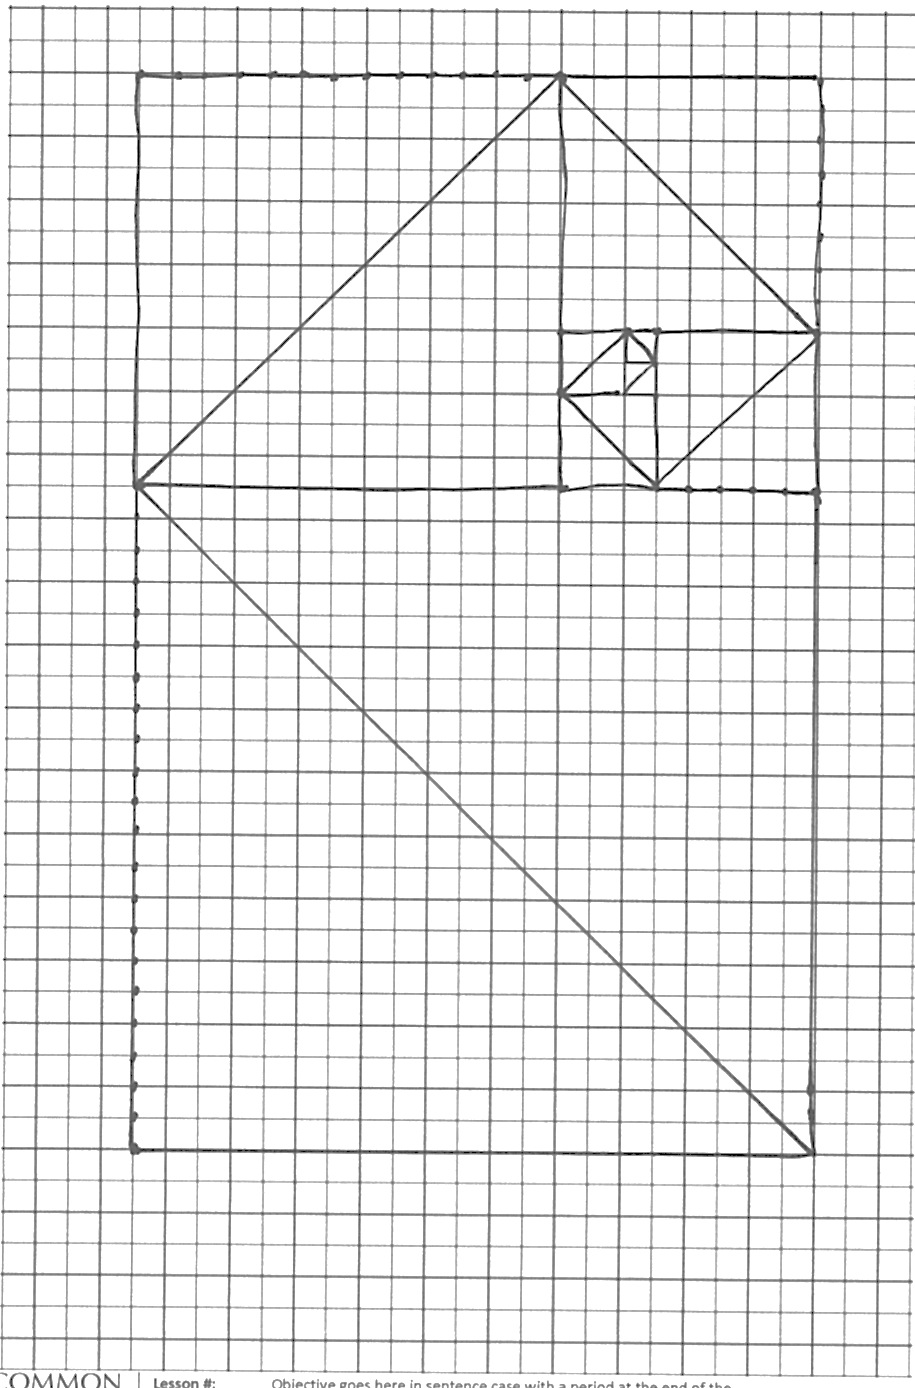 COMMON Lesson #: Objective goes here in sentence case with a period at the end of the